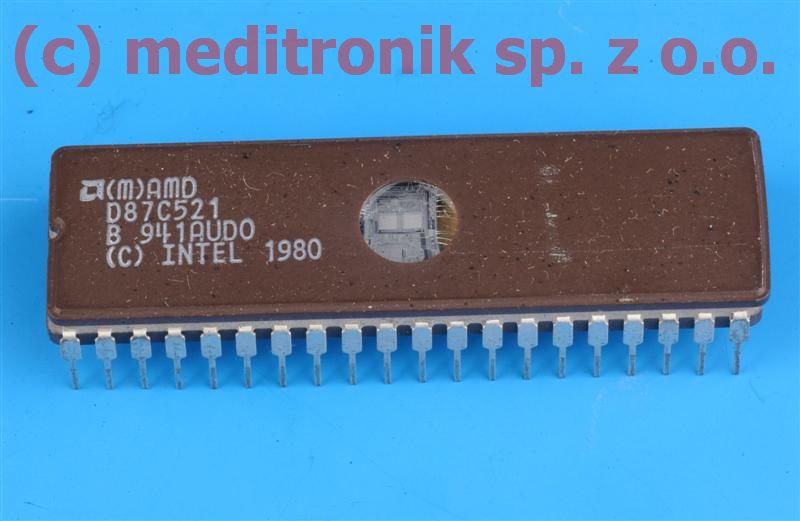 (c) meditronik sp. z o.o.
(M)AMD
D87C521
B 941AUDO
(C) INTEL 1980